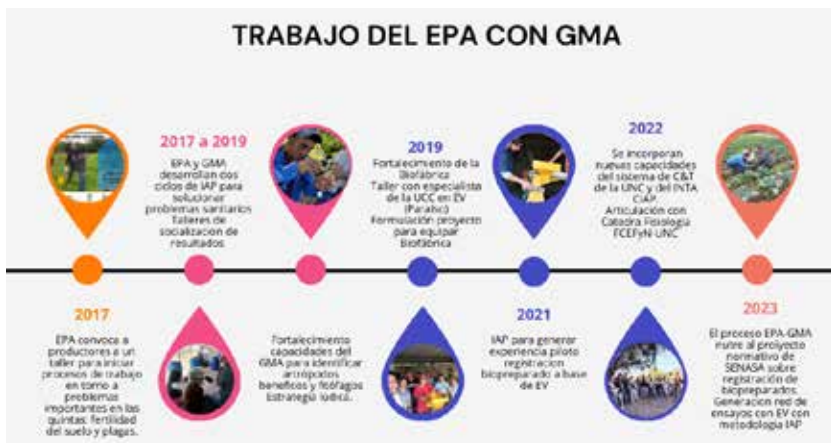 TRABAJO DEL EPA CON GMA
2017
EPA convoca a
productores a un
taller para iniciar
procesos de trabajo
en torno a
problemas
importantes en las
quintas: fertilidad
del suelo y plagas.
2017 a 2019
EPA y GMA
desarrollan dos
ciclos de IAP para
solucionar
problemas sanitarios
Talleres de
socialización de
resultados
Fortalecimiento
capacidades del
GMA para identificar
artrópodos
beneficos y fitófagos
Estrategia lúdica.
2019
Fortalecimiento de la
Biofábrica
Taller con especialista
de la UCC en EV
(Paraíso)
Formulación proyecto
para equipar
Biofábrica
2021
IAP para generar
experiencia piloto
registracion
biopreparado a base
de EV
2022
Se incorporan
nuevas capacidades
del sistema de C&T
de la UNC y del INTA
CIAP.
Articulación con
Catedra Fisiología
FCEFyN-UNC
2023
El proceso EPA-GMA
nutre al proyecto
normativo de
SENASA sobre
registración de
biopreparados.
Generacion red de
ensayos con EV con
metodologia IAP